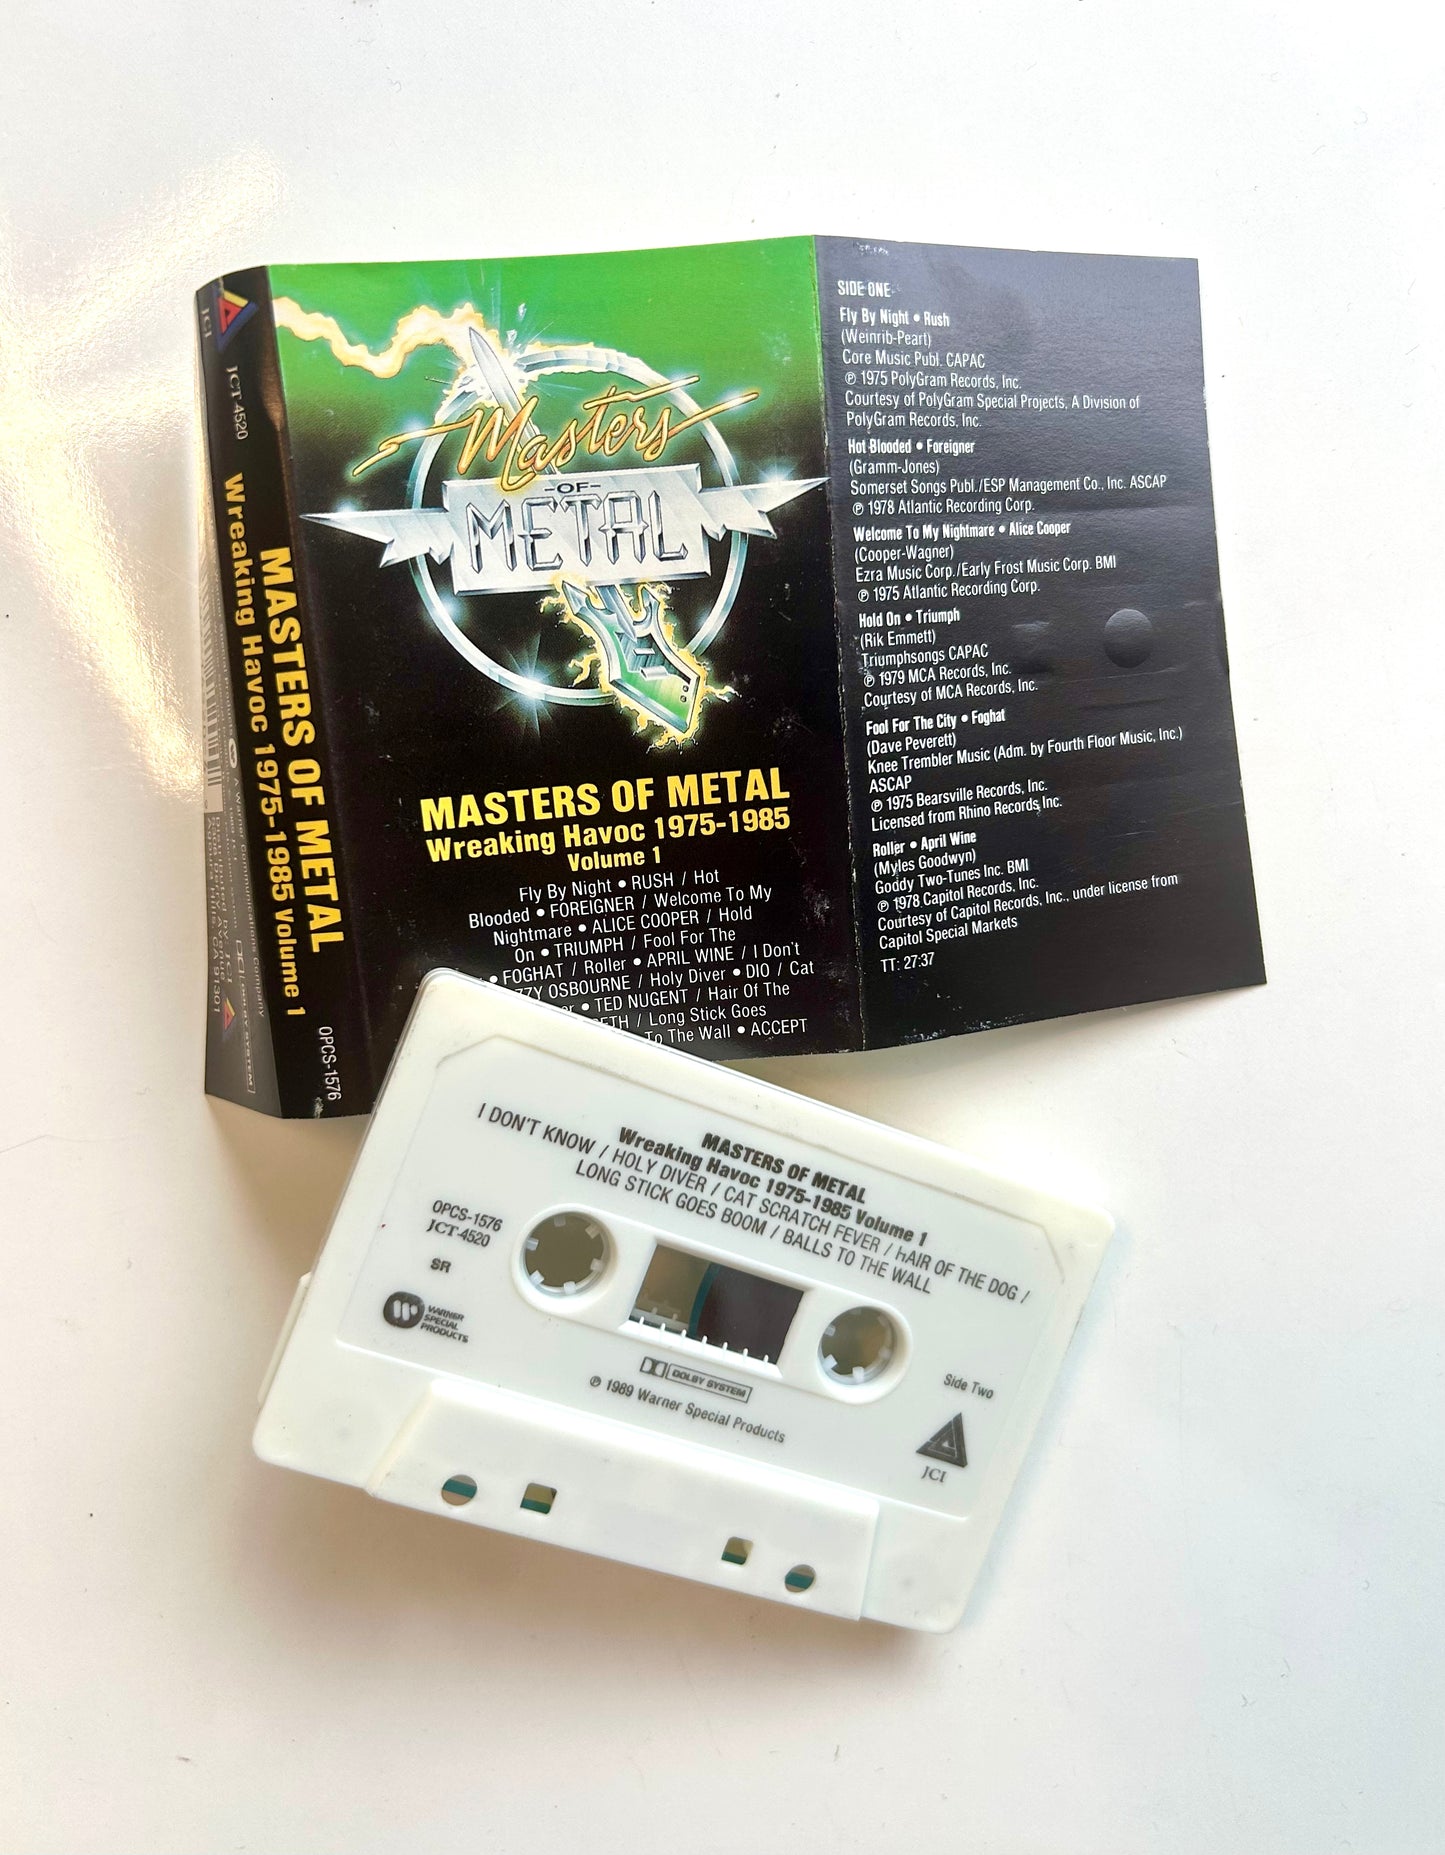 JCI
JCT-4520
MASTERS OF METAL
Wreaking Havoc 1975-1985 Volume 1
OPCS-1576
Masters
-OF-
METAL
MASTERS OF METAL
Wreaking Havoc 1975-1985
Volume 1
Fly By Night • RUSH / Hot
Blooded • FOREIGNER / Welcome To My
Nightmare • ALICE COOPER / Hold
On • TRIUMPH / Fool For The
• FOGHAT / Roller • APRIL WINE / I Don't
ZZY OSBOURNE / Holy Diver • DIO / Cat
• TED NUGENT / Hair Of The
ETH / Long Stick Goes
To The Wall • ACCEPT
SIDE ONE
Fly By Night • Rush
(Weinrib-Peart)
Core Music Publ. CAPAC
℗ 1975 PolyGram Records, Inc.
Courtesy of PolyGram Special Projects, A Division of
PolyGram Records, Inc.
Hot Blooded • Foreigner
(Gramm-Jones)
Somerset Songs Publ./ESP Management Co., Inc. ASCAP
℗ 1978 Atlantic Recording Corp.
Welcome To My Nightmare • Alice Cooper
(Cooper-Wagner)
Ezra Music Corp./Early Frost Music Corp. BMI
℗ 1975 Atlantic Recording Corp.
Hold On • Triumph
(Rik Emmett)
Triumphsongs CAPAC
℗ 1979 MCA Records, Inc.
Courtesy of MCA Records, Inc.
Fool For The City • Foghat
(Dave Peverett)
Knee Trembler Music (Adm. by Fourth Floor Music, Inc.)
ASCAP
℗ 1975 Bearsville Records, Inc.
Licensed from Rhino Records, Inc.
Roller • April Wine
(Myles Goodwyn)
Goddy Two-Tunes Inc. BMI
℗ 1978 Capitol Records, Inc.
Courtesy of Capitol Records, Inc., under license from
Capitol Special Markets
TT: 27:37
MASTERS OF METAL
Wreaking Havoc 1975-1985 Volume 1
I DON'T KNOW / HOLY DIVER / CAT SCRATCH FEVER / HAIR OF THE DOG /
LONG STICK GOES BOOM / BALLS TO THE WALL
OPCS-1576
JCT-4520
SR
WARNER
SPECIAL
PRODUCTS
DOLBY SYSTEM
℗ 1989 Warner Special Products
Side Two
JCI